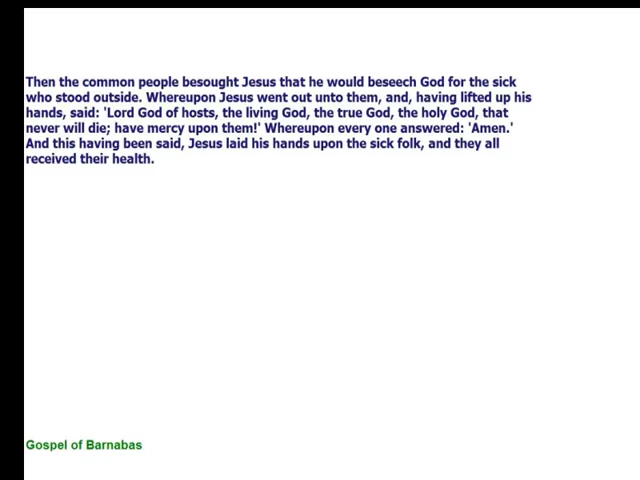 Then the common people besought Jesus that he would beseech God for the sick
who stood outside. Whereupon Jesus went out unto them, and, having lifted up his
hands, said: 'Lord God of hosts, the living God, the true God, the holy God, that
never will die; have mercy upon them!' Whereupon every one answered: 'Amen.'
And this having been said, Jesus laid his hands upon the sick folk, and they all
received their health.
Gospel of Barnabas